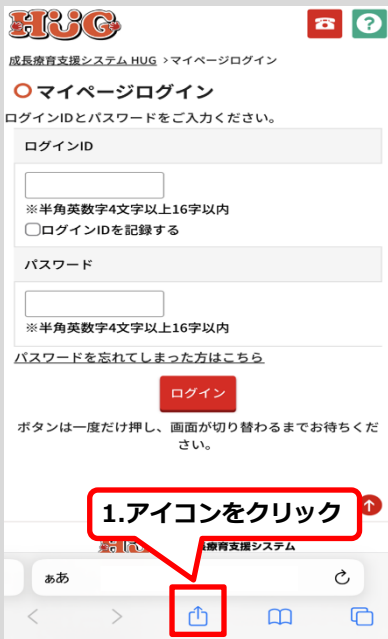 HUG
成長療育支援システム HUG >マイページログイン
マイページログイン
ログインIDとパスワードをご入力ください。
ログインID
※半角英数字4文字以上16字以内
ログインIDを記録する
パスワード
※半角英数字4文字以上16字以内
パスワードを忘れてしまった方はこちら
ログイン
ボタンは一度だけ押し、画面が切り替わるまでお待ちくだ
さい。
1.アイコンをクリック
療育支援システム
ぁあ